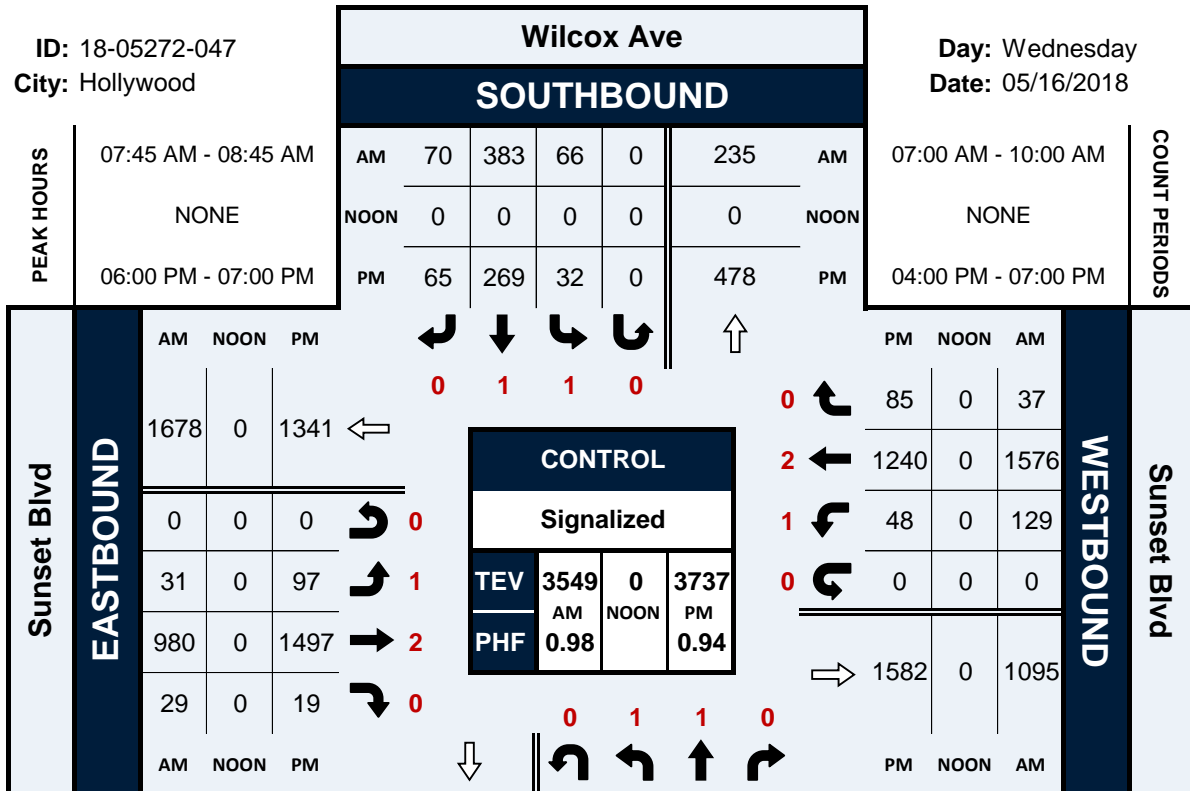 Wilcox Ave
ID: 18-05272-047
Day: Wednesday
City: Hollywood
Date: 05/16/2018
SOUTHBOUND
PEAK HOURS
07:45 AM - 08:45 AM
AM 70 383 66 0 235 AM
07:00 AM - 10:00 AM
COUNT PERIODS
NONE
NOON 0 0 0 0 0 NOON
NONE
06:00 PM - 07:00 PM
PM 65 269 32 0 478 PM
04:00 PM - 07:00 PM
Sunset Blvd
EASTBOUND
AM NOON PM
PM NOON AM
WESTBOUND
Sunset Blvd
0 1 1 0
0 85 0 37
1678 0 1341
CONTROL
2 1240 0 1576
Signalized
0 0 0 0
1 48 0 129
31 0 97 1
TEV 3549 0 3737
AM NOON PM
0 0 0 0
980 0 1497 2
PHF 0.98 0.94
1582 0 1095
29 0 19 0
0 1 1 0
AM NOON PM
PM NOON AM